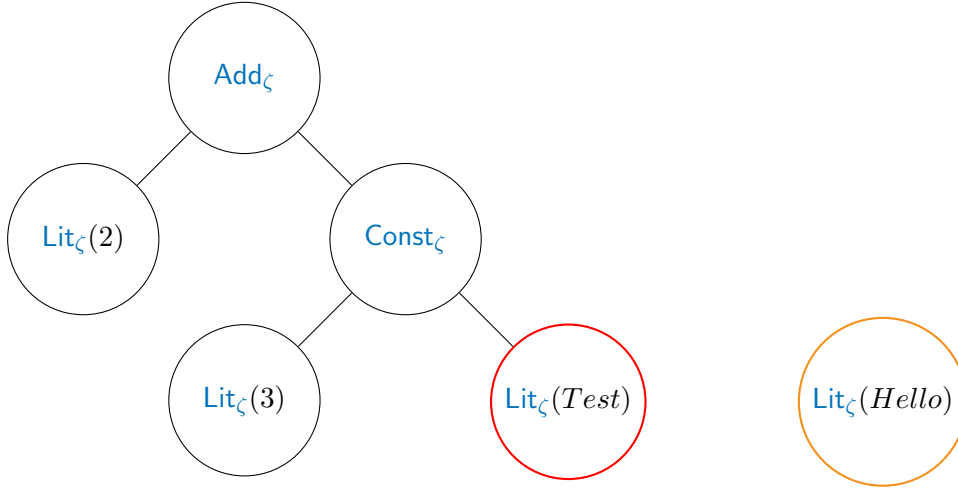 Add_ζ
Lit_ζ(2)
Const_ζ
Lit_ζ(3)
Lit_ζ(Test)
Lit_ζ(Hello)